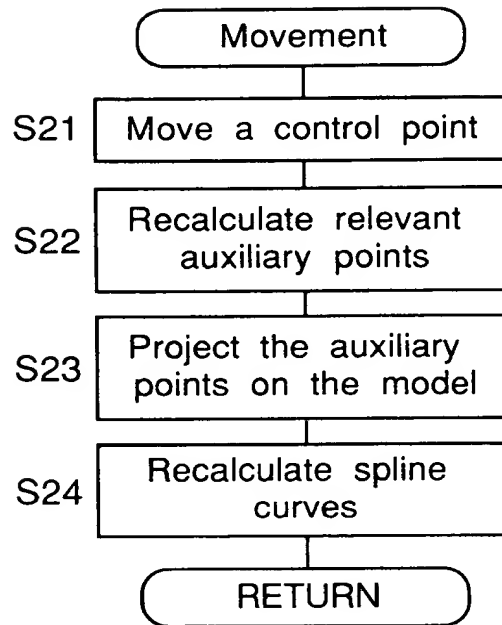 Movement
S21 Move a control point
S22 Recalculate relevant
auxiliary points
S23 Project the auxiliary
points on the model
S24 Recalculate spline
curves
RETURN